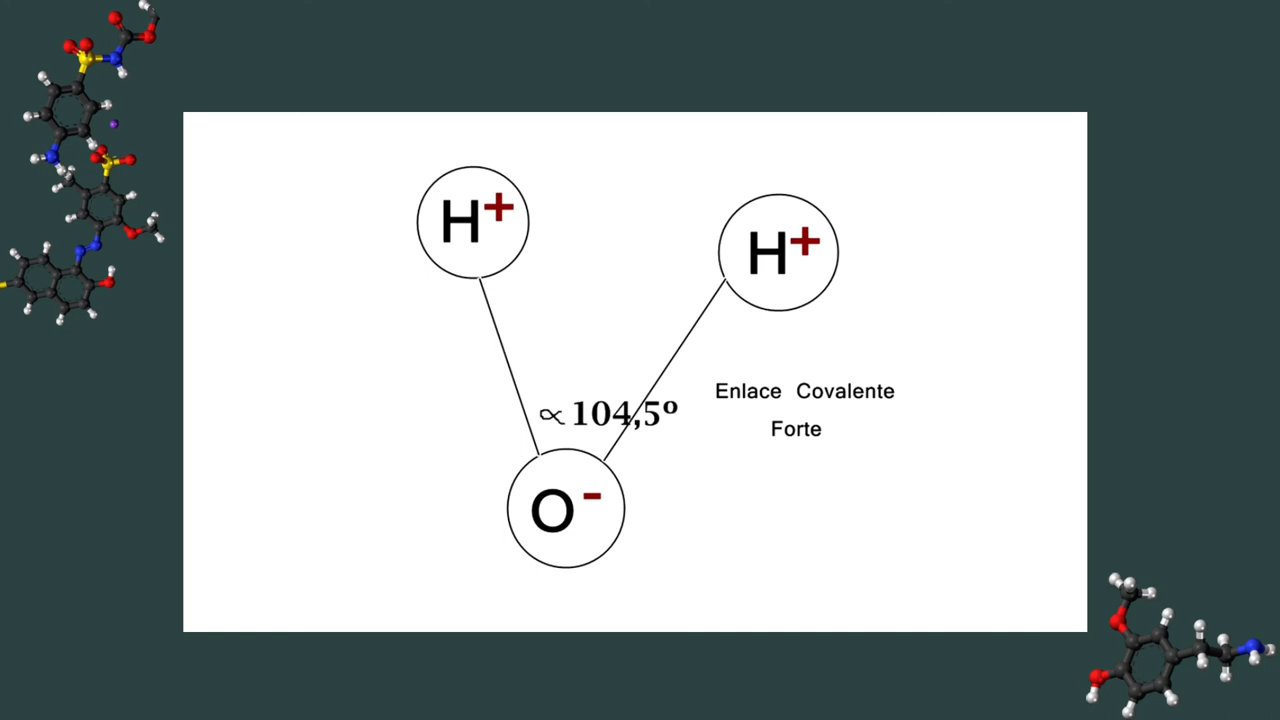 H+
H+
∝ 104,5º
Enlace Covalente
Forte
O-